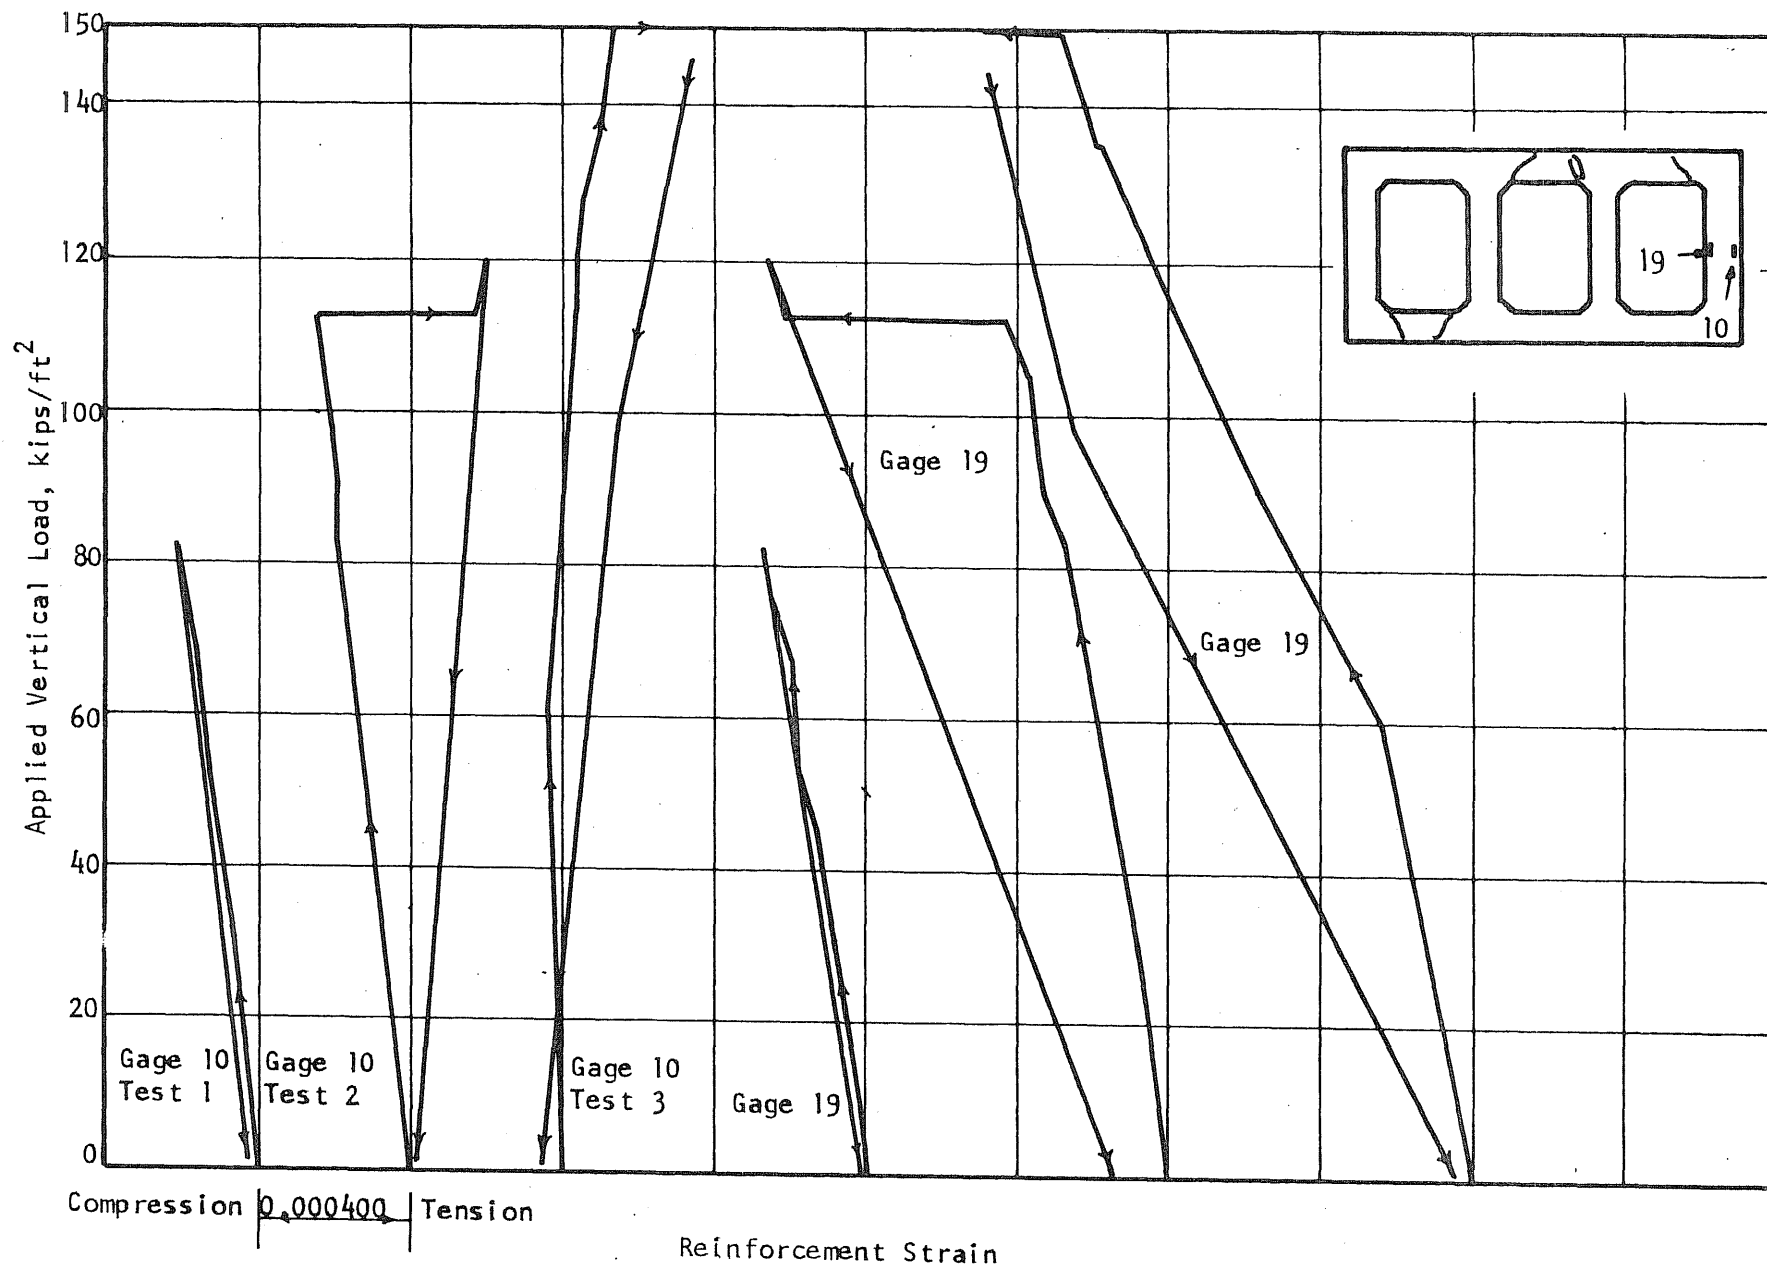 150
140
120
100
80
60
40
20
0
Applied Vertical Load, kips/ft²
19
10
Gage 19
Gage 19
Gage 10
Test 1
Gage 10
Test 2
Gage 10
Test 3
Gage 19
Compression 0.000400 Tension
Reinforcement Strain